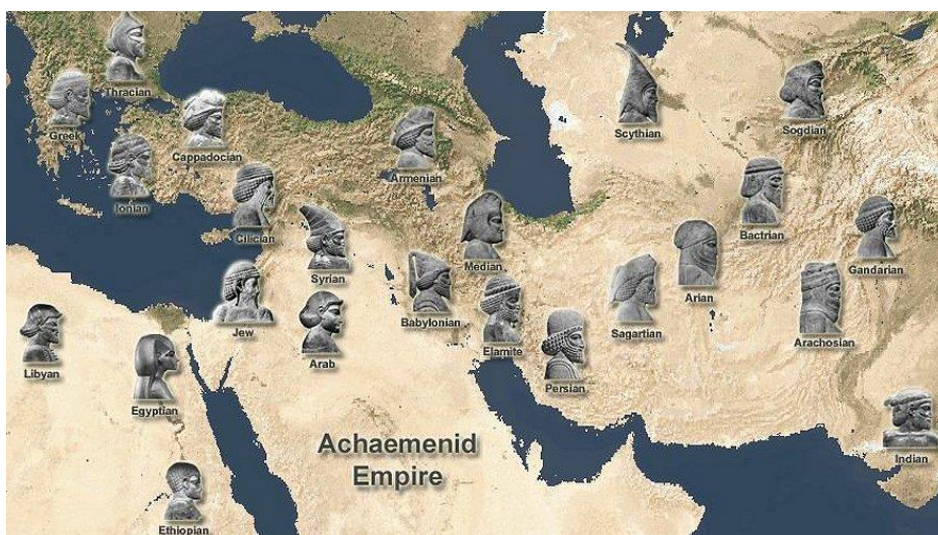 Thracian
Greek
Cappadocian
Scythian
Sogdian
Ionian
Armenian
Cilician
Bactrian
Syrian
Median
Gandarian
Arian
Jew
Babylonian
Sagartian
Arachosian
Arab
Elamite
Libyan
Egyptian
Persian
Achaemenid
Empire
Indian
Ethiopian